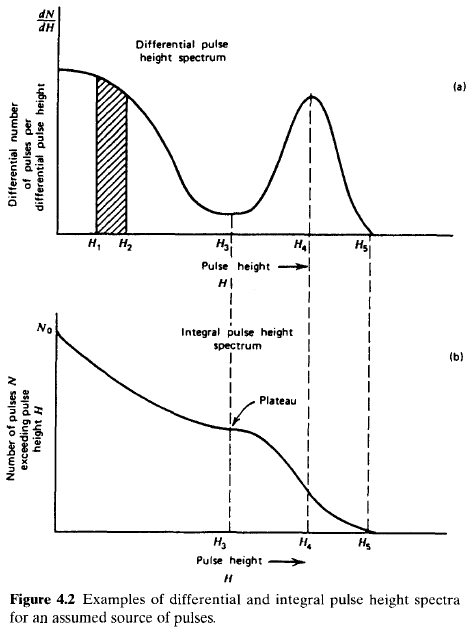 dN
dH
Differential pulse
height spectrum
(a)
Differential number
of pulses per
differential pulse height
H1 H2 H3 H4 H5
Pulse height
H
N0
Integral pulse height
spectrum
(b)
Plateau
Number of pulses N
exceeding pulse
height H
H3 H4 H5
Pulse height
H
Figure 4.2 Examples of differential and integral pulse height spectra
for an assumed source of pulses.